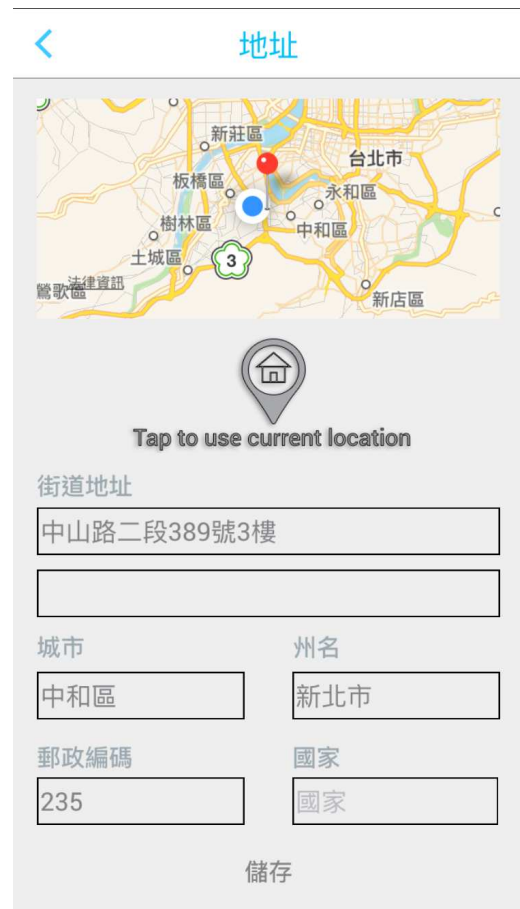 地址
新莊區
台北市
板橋區
永和區
樹林區
中和區
土城區
3
法律資訊
鶯歌區
新店區
Tap to use current location
街道地址
中山路二段389號3樓
城市
州名
中和區
新北市
郵政編碼
國家
235
國家
儲存